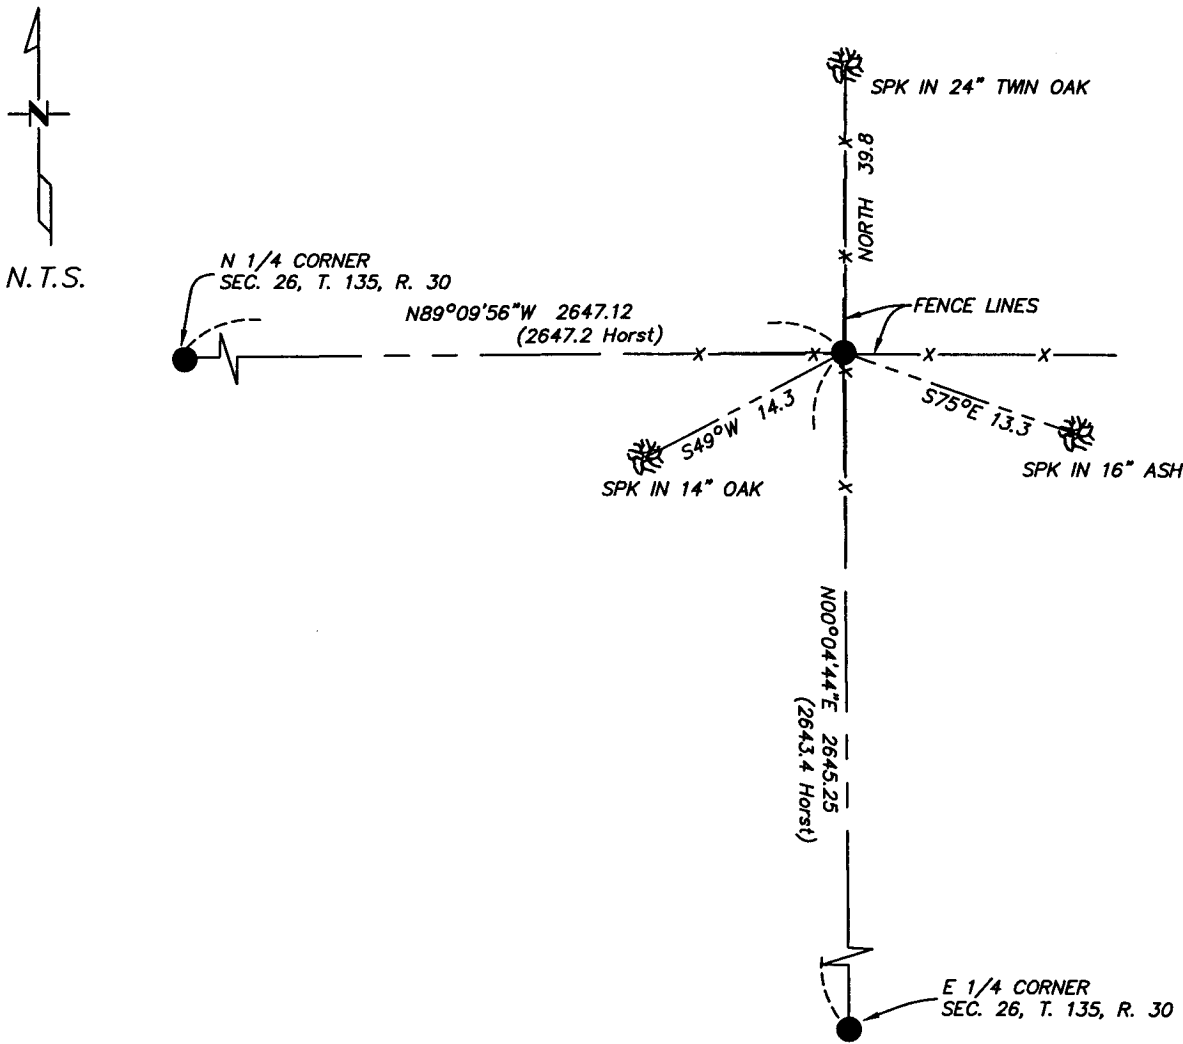 SPK IN 24" TWIN OAK
NORTH 39.8
N
N.T.S.
N 1/4 CORNER
SEC. 26, T. 135, R. 30
N89°09'56"W 2647.12
(2647.2 Horst)
FENCE LINES
S49°W 14.3
S75°E 13.3
SPK IN 14" OAK
SPK IN 16" ASH
N00°04'44"E 2645.25
(2643.4 Horst)
E 1/4 CORNER
SEC. 26, T. 135, R. 30